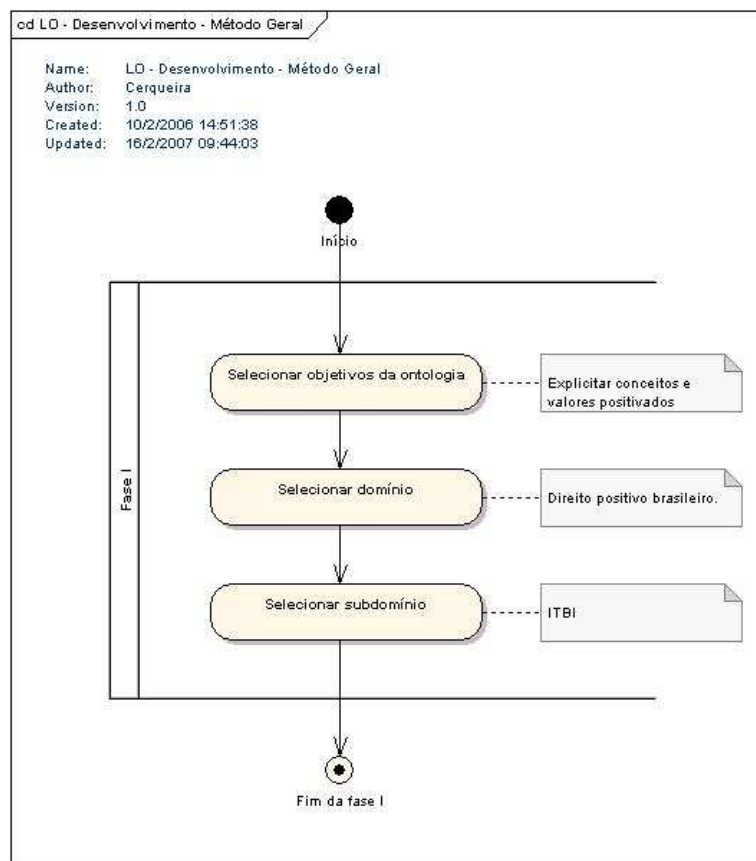 cd LO - Desenvolvimento - Método Geral
Name: LO - Desenvolvimento - Método Geral
Author: Cerqueira
Version: 1.0
Created: 10/2/2006 14:51:38
Updated: 16/2/2007 09:44:03
Início
Fase I
Selecionar objetivos da ontologia
Explicitar conceitos e
valores positivados
Selecionar domínio
Direito positivo brasileiro.
Selecionar subdomínio
ITBI
Fim da fase I